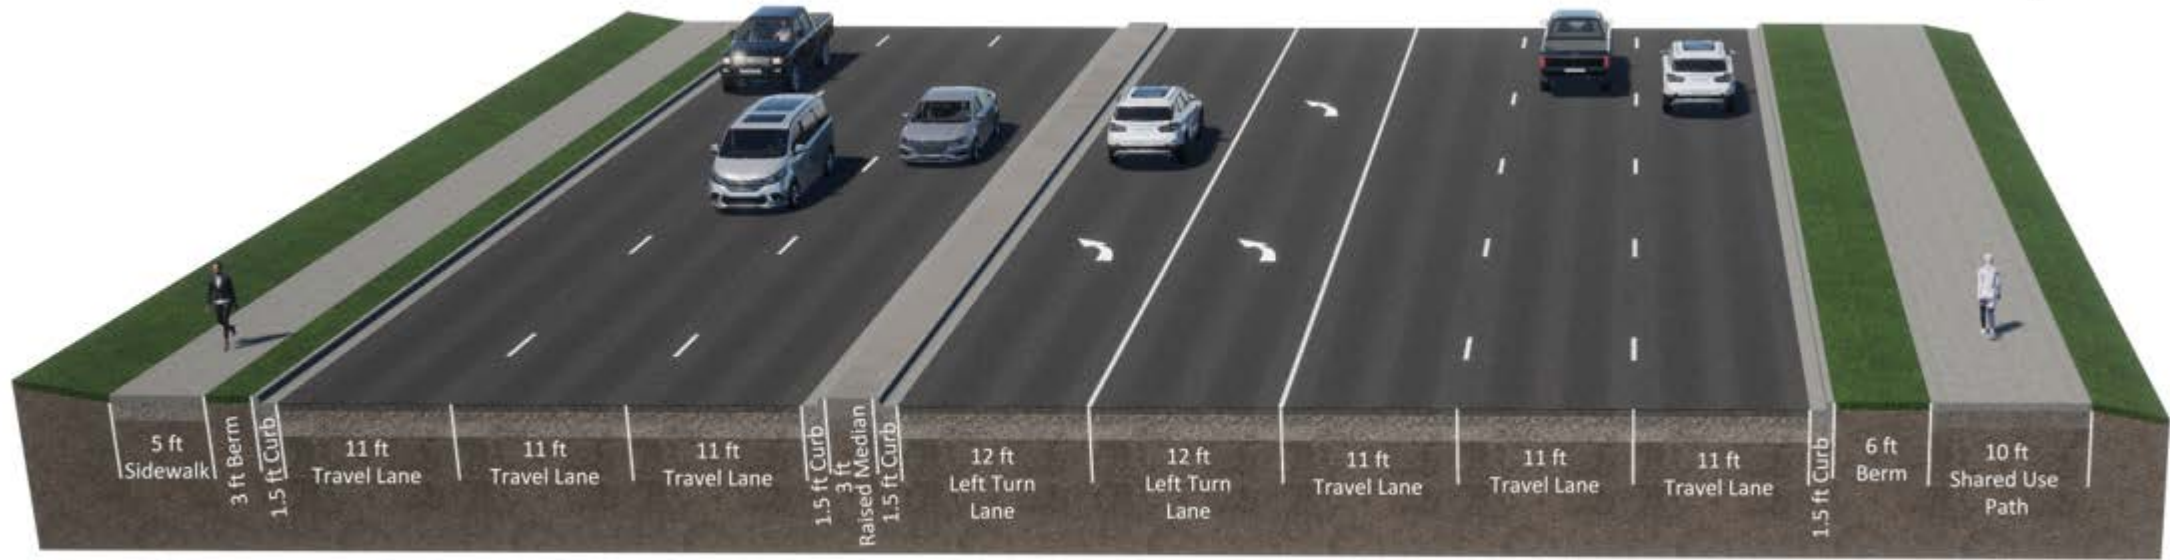 5 ft
Sidewalk
3 ft Berm
1.5 ft Curb
11 ft
Travel Lane
11 ft
Travel Lane
11 ft
Travel Lane
1.5 ft Curb
3 ft
Raised Median
1.5 ft Curb
12 ft
Left Turn
Lane
12 ft
Left Turn
Lane
11 ft
Travel Lane
11 ft
Travel Lane
11 ft
Travel Lane
1.5 ft Curb
6 ft
Berm
10 ft
Shared Use
Path